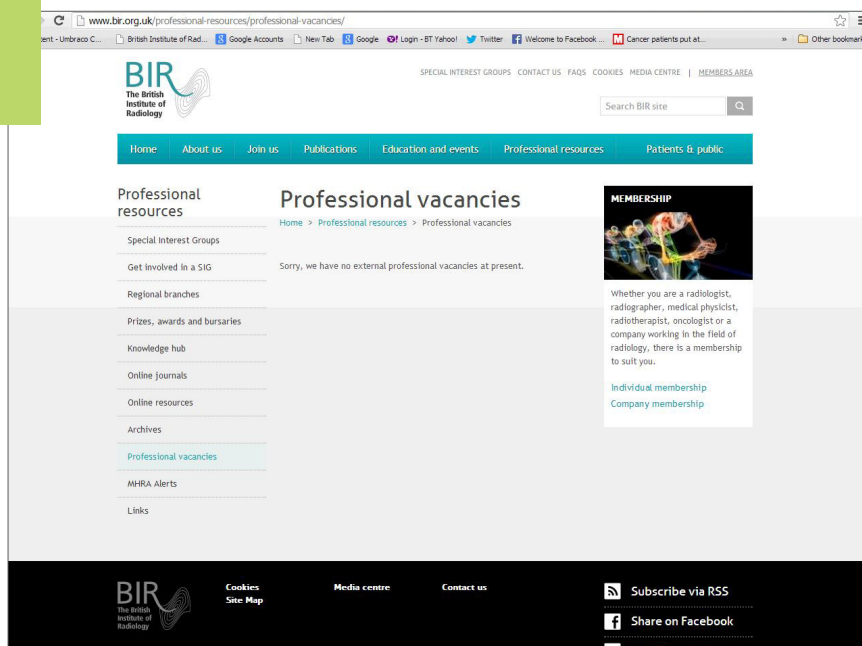 www.bir.org.uk/professional-resources/professional-vacancies/
ent - Umbraco C... British Institute of Rad... Google Accounts New Tab Google Login - BT Yahoo! Twitter Welcome to Facebook ... Cancer patients put at... » Other bookmark
BIR
The British
Institute of
Radiology
SPECIAL INTEREST GROUPS CONTACT US FAQS COOKIES MEDIA CENTRE | MEMBERS AREA
Search BIR site
Home About us Join us Publications Education and events Professional resources Patients & public
Professional
resources
Special Interest Groups
Get involved in a SIG
Regional branches
Prizes, awards and bursaries
Knowledge hub
Online journals
Online resources
Archives
Professional vacancies
MHRA Alerts
Links
Professional vacancies
Home > Professional resources > Professional vacancies
Sorry, we have no external professional vacancies at present.
MEMBERSHIP
Whether you are a radiologist,
radiographer, medical physicist,
radiotherapist, oncologist or a
company working in the field of
radiology, there is a membership
to suit you.
Individual membership
Company membership
BIR
The British
Institute of
Radiology
Cookies
Site Map
Media centre
Contact us
Subscribe via RSS
Share on Facebook